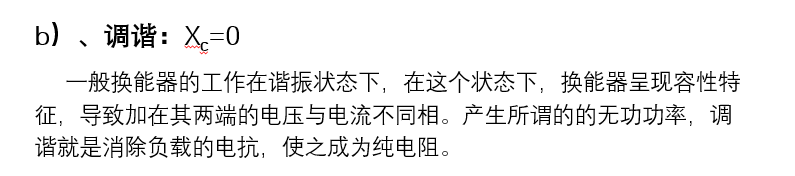 b）、调谐：Xc=0
一般换能器的工作在谐振状态下，在这个状态下，换能器呈现容性特
征，导致加在其两端的电压与电流不同相。产生所谓的的无功功率，调
谐就是消除负载的电抗，使之成为纯电阻。